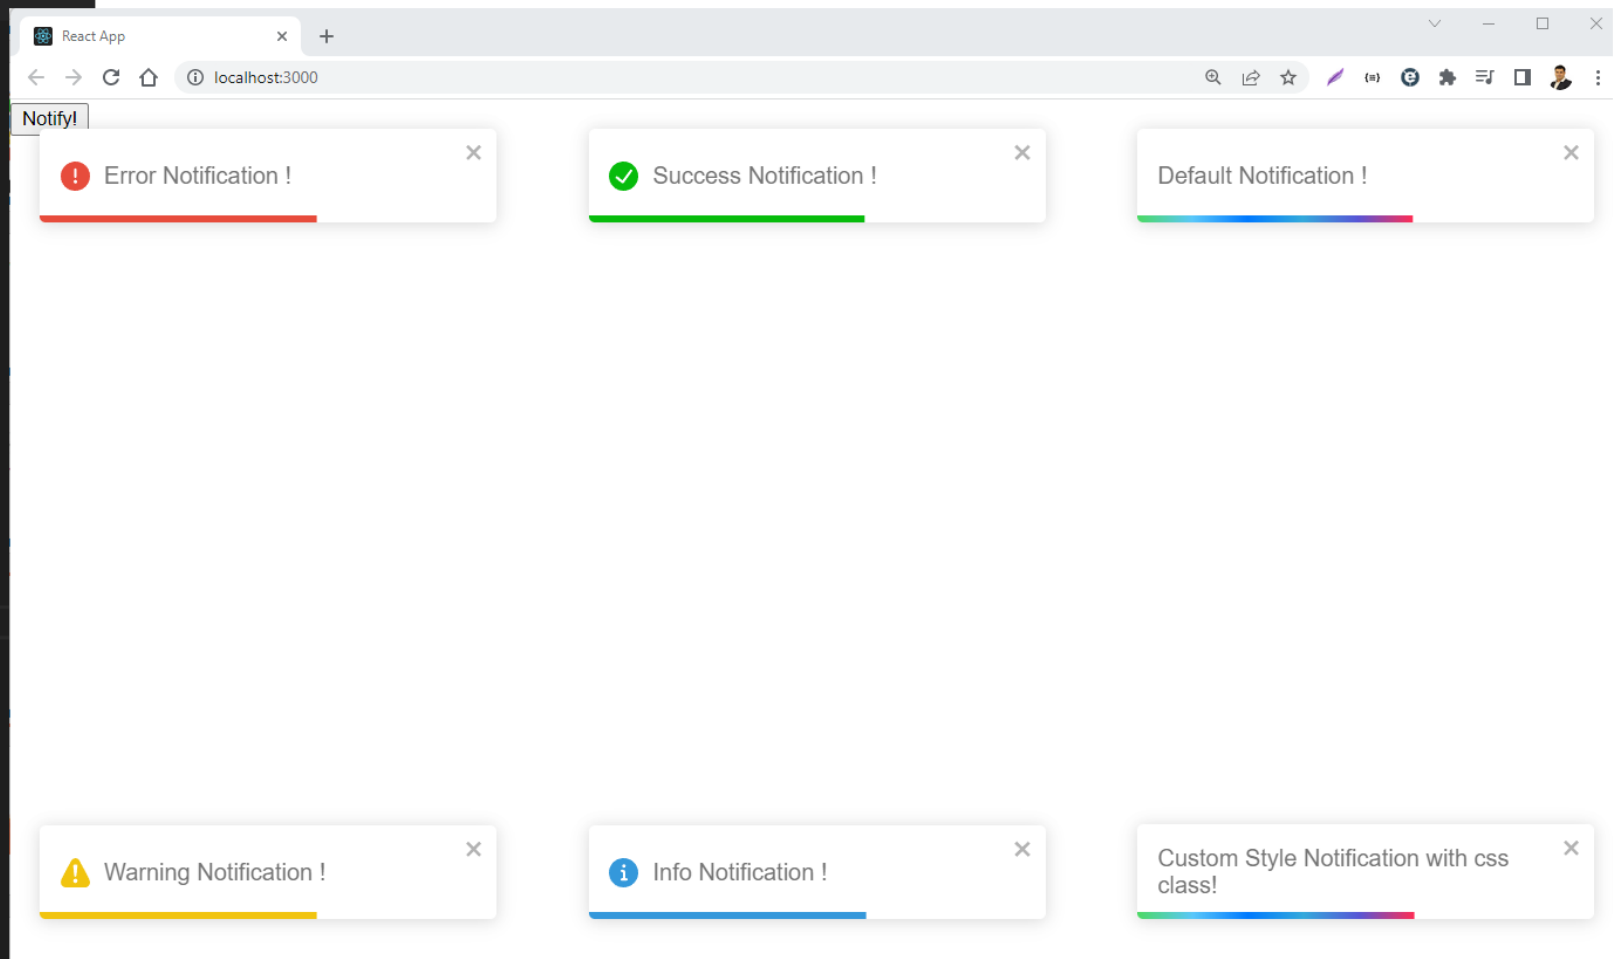 React App
localhost:3000
Notify!
Error Notification !
Success Notification !
Default Notification !
Warning Notification !
Info Notification !
Custom Style Notification with css
class!